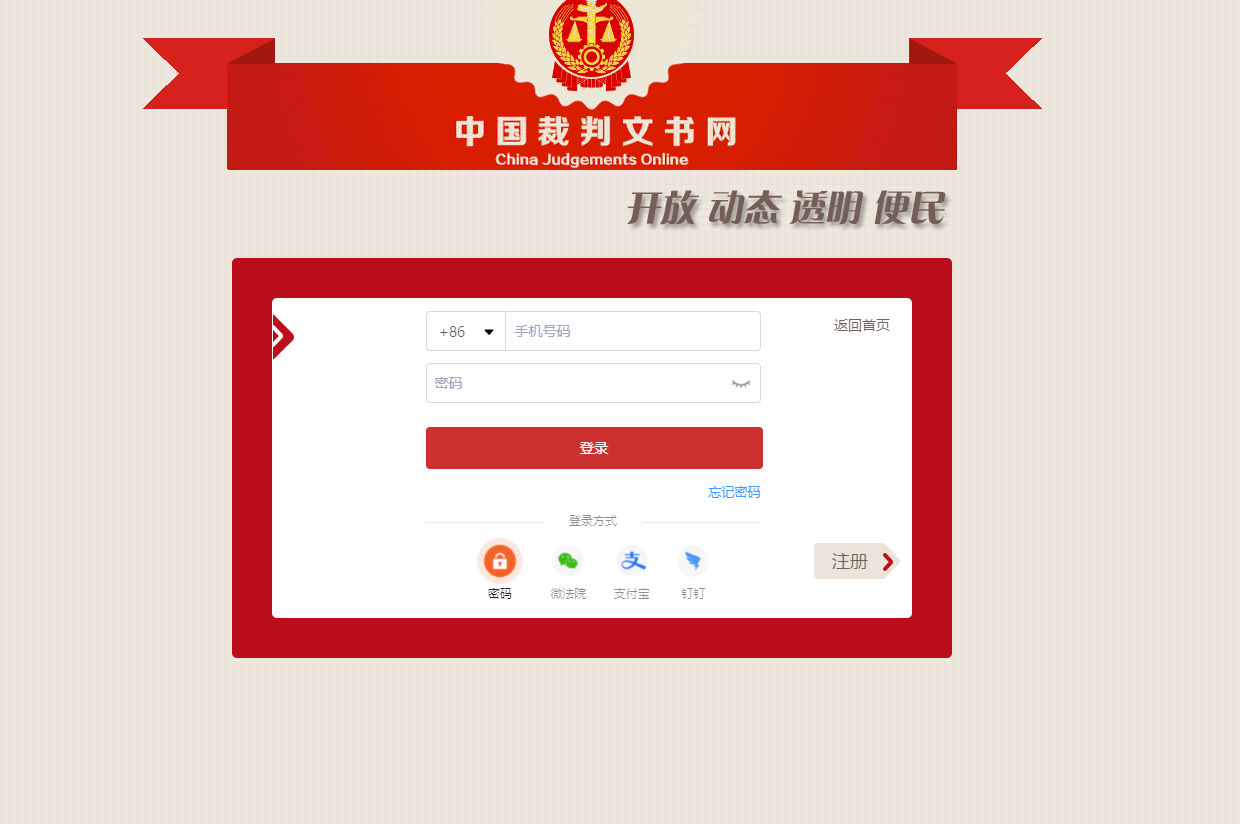 中国裁判文书网
China Judgements Online
开放 动态 透明 便民
+86 手机号码
返回首页
密码
登录
忘记密码
登录方式
密码 微法院 支付宝 钉钉
注册